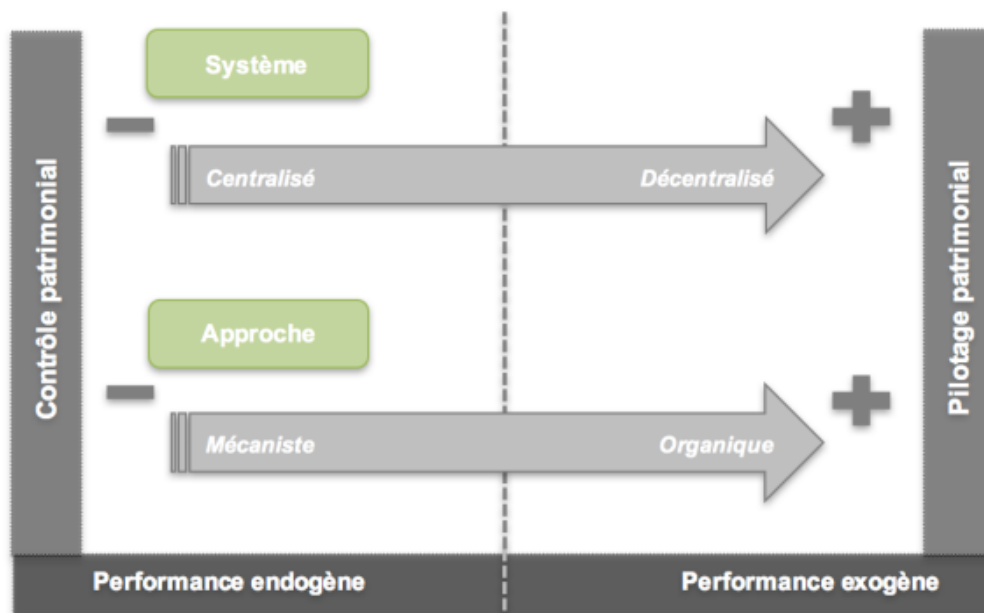 Système
Centralisé
Décentralisé
Approche
Mécaniste
Organique
Contrôle patrimonial
Pilotage patrimonial
Performance endogène
Performance exogène